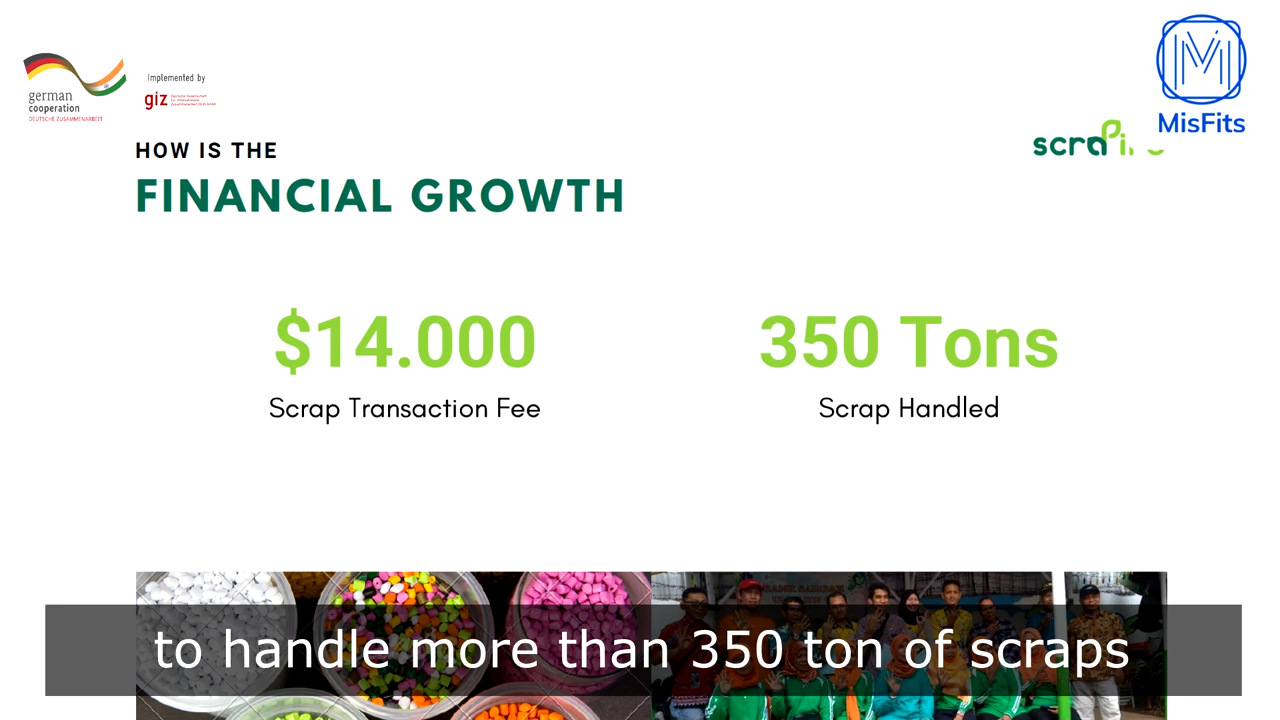 german
cooperation
DEUTSCHE ZUSAMMENARBEIT
Implemented by
giz
MisFits
HOW IS THE
FINANCIAL GROWTH
$14.000
Scrap Transaction Fee
350 Tons
Scrap Handled
to handle more than 350 ton of scraps